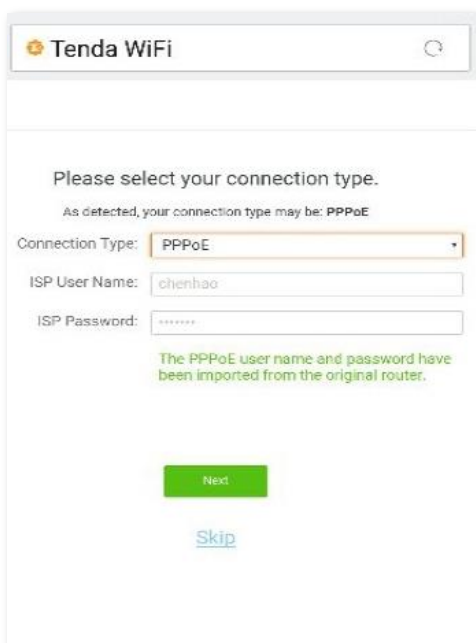 Tenda WiFi
Please select your connection type.
As detected, your connection type may be: PPPoE
Connection Type: PPPoE
ISP User Name: chenhao
ISP Password: •••••••
The PPPoE user name and password have
been imported from the original router.
Next
Skip